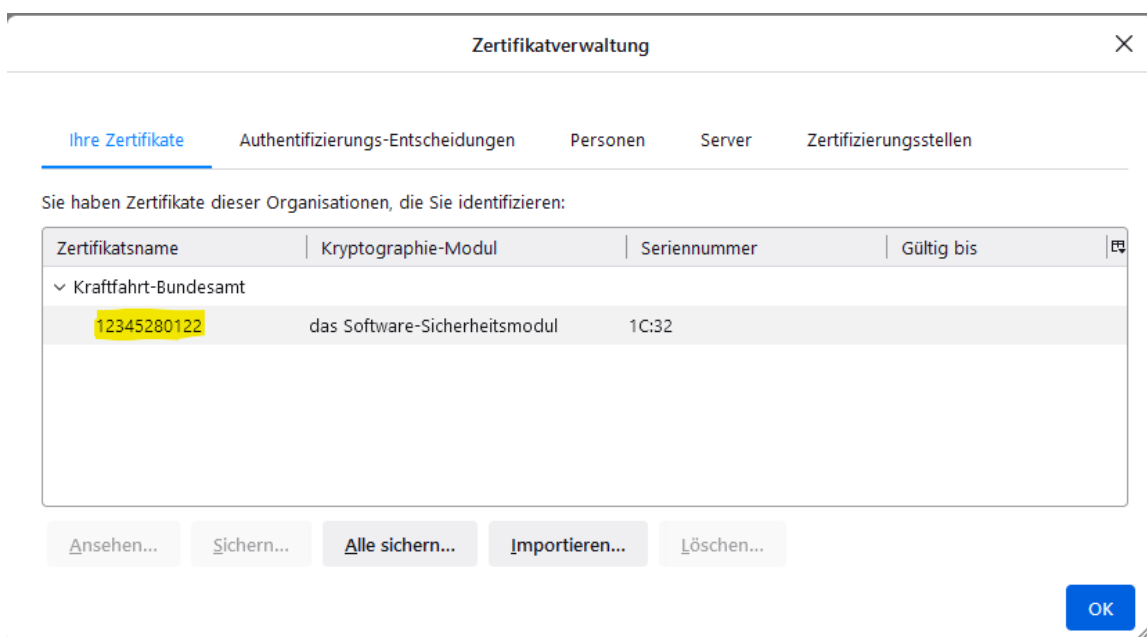 Zertifikatverwaltung
Ihre Zertifikate Authentifizierungs-Entscheidungen Personen Server Zertifizierungsstellen
Sie haben Zertifikate dieser Organisationen, die Sie identifizieren:
Zertifikatsname Kryptographie-Modul Seriennummer Gültig bis
Kraftfahrt-Bundesamt
12345280122 das Software-Sicherheitsmodul 1C:32
Ansehen... Sichern... Alle sichern... Importieren... Löschen...
OK